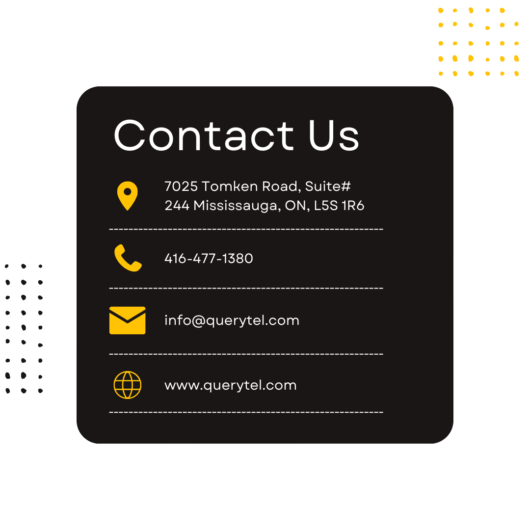 Contact Us
7025 Tomken Road, Suite#
244 Mississauga, ON, L5S 1R6
416-477-1380
info@querytel.com
www.querytel.com